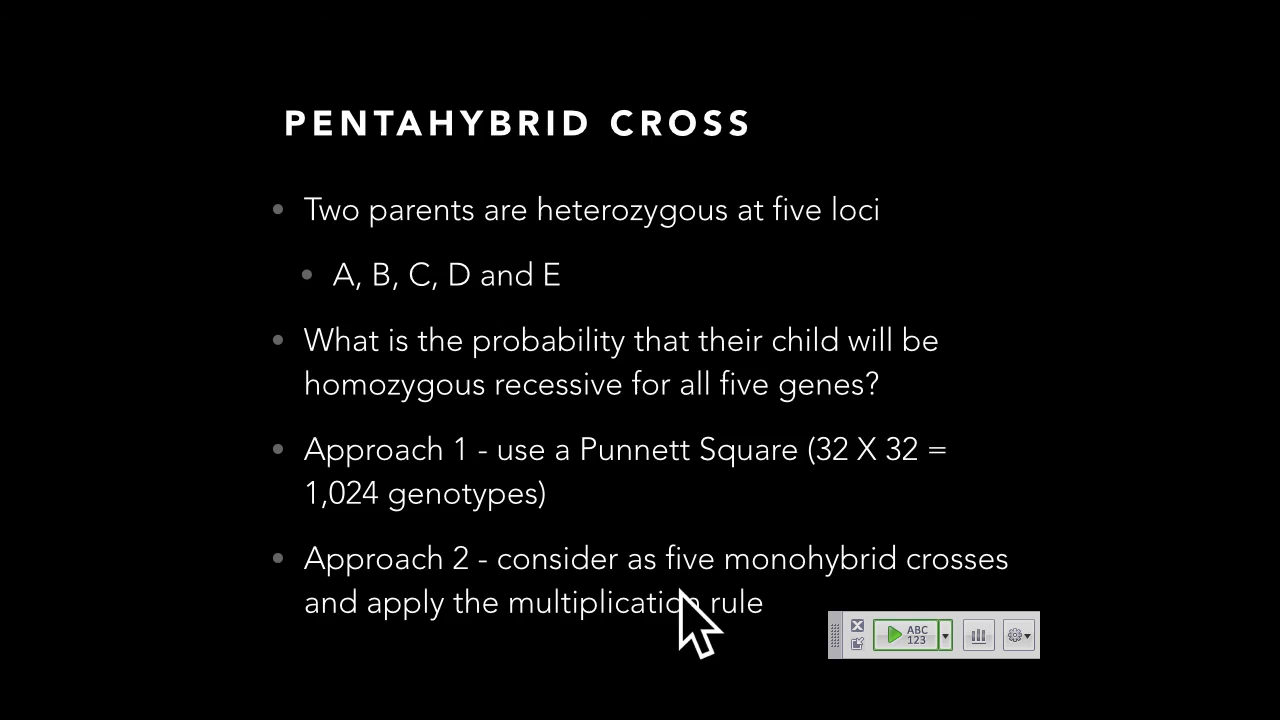 PENTAHYBRID CROSS
• Two parents are heterozygous at five loci
• A, B, C, D and E
• What is the probability that their child will be
homozygous recessive for all five genes?
• Approach 1 - use a Punnett Square (32 X 32 =
1,024 genotypes)
• Approach 2 - consider as five monohybrid crosses
and apply the multiplication rule
ABC
123